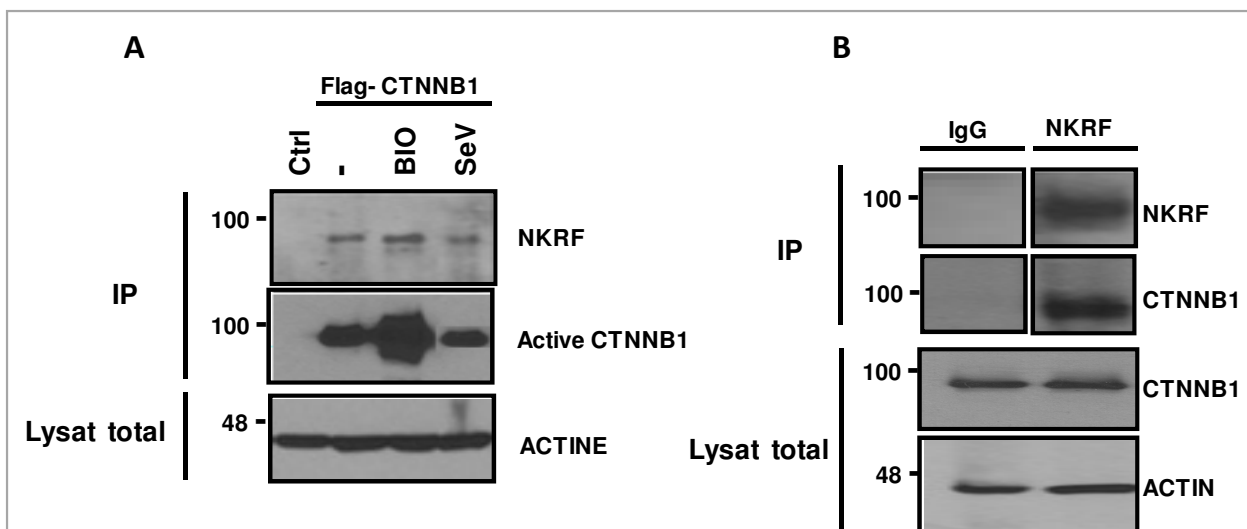 A
Flag- CTNNB1
Ctrl
-
BIO
SeV
IP
100
NKRF
100
Active CTNNB1
Lysat total
48
ACTINE
B
IgG
NKRF
IP
100
NKRF
100
CTNNB1
Lysat total
100
CTNNB1
48
ACTIN